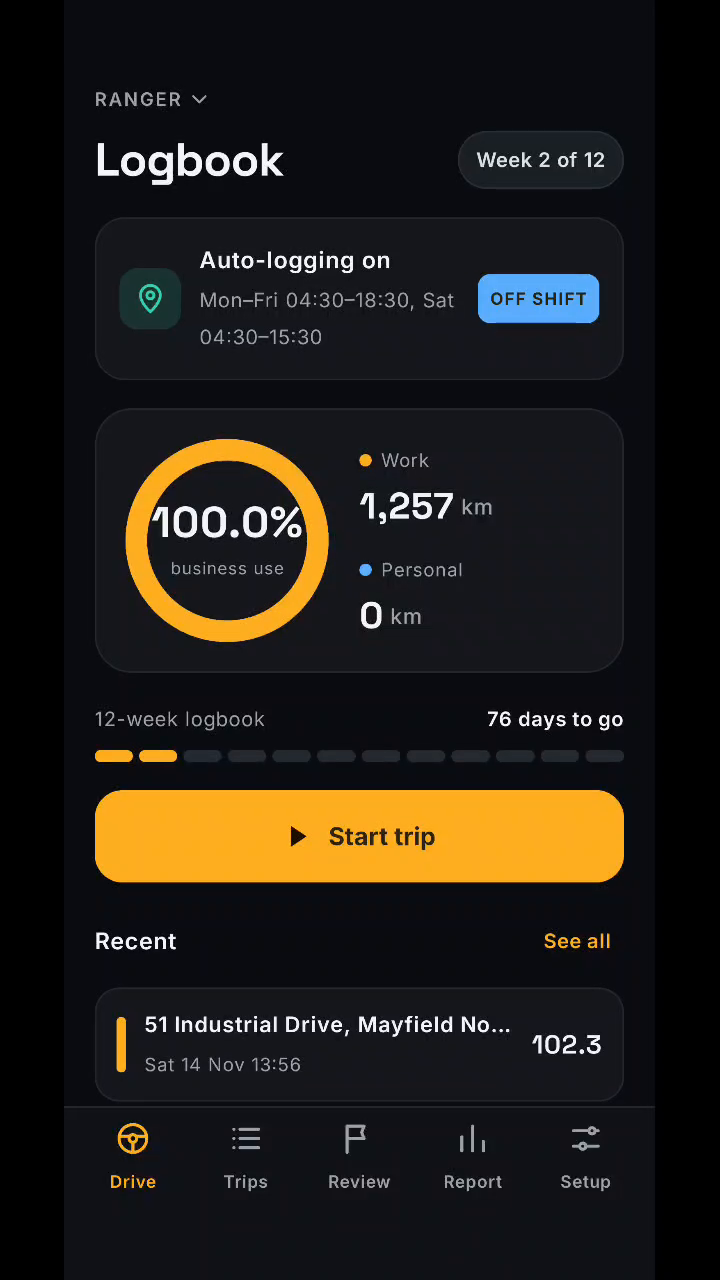 RANGER
Logbook
Week 2 of 12
Auto-logging on
Mon–Fri 04:30–18:30, Sat
04:30–15:30
OFF SHIFT
100.0%
business use
Work
1,257 km
Personal
0 km
12-week logbook
76 days to go
Start trip
Recent
See all
51 Industrial Drive, Mayfield No...
Sat 14 Nov 13:56
102.3
Drive
Trips
Review
Report
Setup